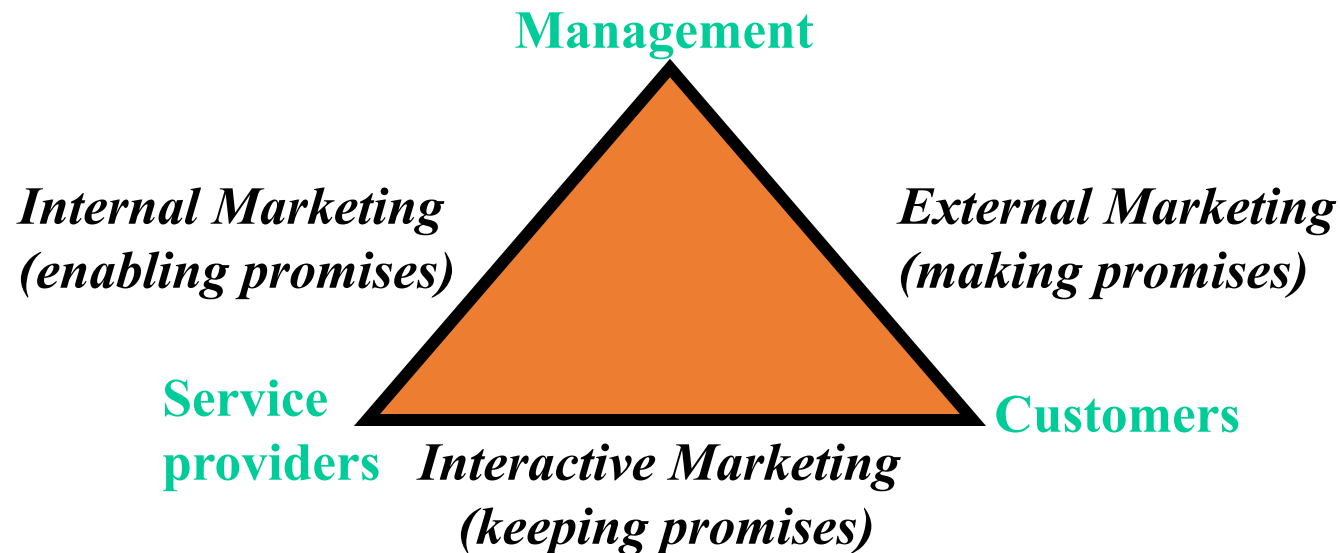 Management
Internal Marketing
(enabling promises)
External Marketing
(making promises)
Service
providers
Customers
Interactive Marketing
(keeping promises)